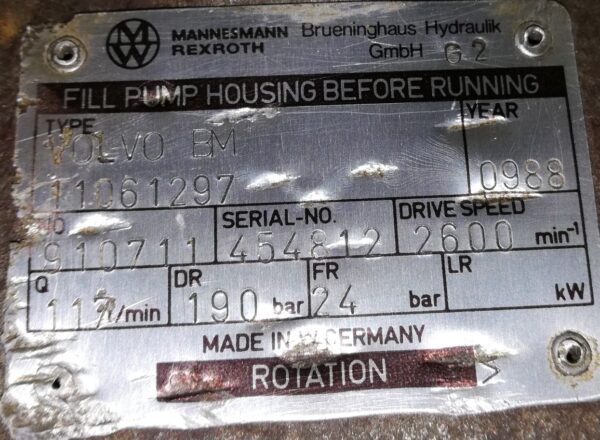 MANNESMANN REXROTH Brueninghaus Hydraulik GmbH G2
FILL PUMP HOUSING BEFORE RUNNING
TYPE YEAR
VOLVO BM
11061297 0988
NO SERIAL-NO. DRIVE SPEED
910711 454812 2600 min⁻¹
Q DR FR LR
117 l/min 190 bar 24 bar kW
MADE IN W.GERMANY
ROTATION